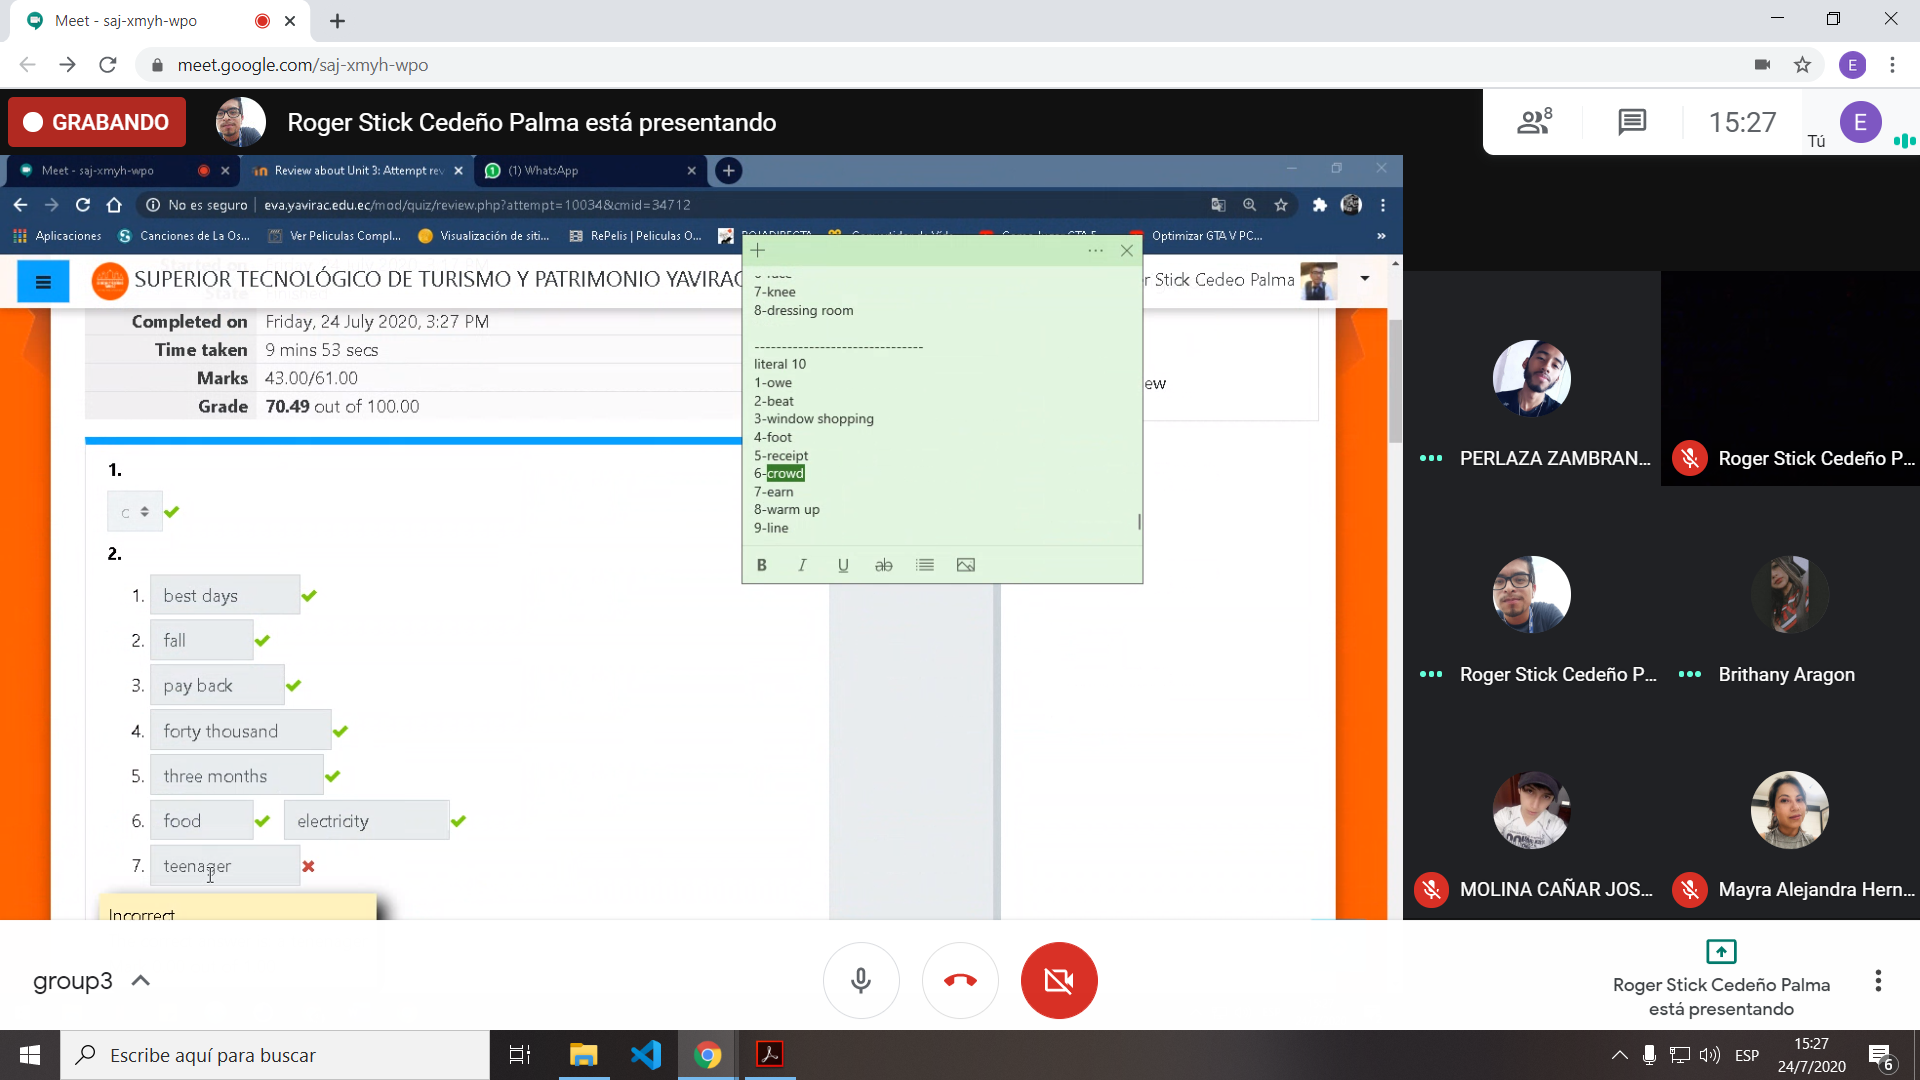 Meet - saj-xmyh-wpo
meet.google.com/saj-xmyh-wpo
E
GRABANDO
Roger Stick Cedeño Palma está presentando
8
15:27
Tú
E
Meet - saj-xmyh-wpo
Review about Unit 3: Attempt rev
(1) WhatsApp
No es seguro
eva.yavirac.edu.ec/mod/quiz/review.php?attempt=10034&cmid=34712
Aplicaciones
Canciones de La Os...
Ver Peliculas Compl...
Visualización de siti...
RePelis | Peliculas O...
Optimizar GTA V PC...
»
SUPERIOR TECNOLÓGICO DE TURISMO Y PATRIMONIO YAVIRAC
r Stick Cedeo Palma
Completed on Friday, 24 July 2020, 3:27 PM
Time taken 9 mins 53 secs
Marks 43.00/61.00
Grade 70.49 out of 100.00
ew
7-knee
8-dressing room
-------------------------------
literal 10
1-owe
2-beat
3-window shopping
4-foot
5-receipt
6-crowd
7-earn
8-warm up
9-line
B I U ab
1.
c
2.
1. best days
2. fall
3. pay back
4. forty thousand
5. three months
6. food electricity
7. teenager
Incorrect
PERLAZA ZAMBRAN...
Roger Stick Cedeño P...
Roger Stick Cedeño P...
Brithany Aragon
MOLINA CAÑAR JOS...
Mayra Alejandra Hern...
group3
Roger Stick Cedeño Palma
está presentando
Escribe aquí para buscar
ESP
15:27
24/7/2020
6